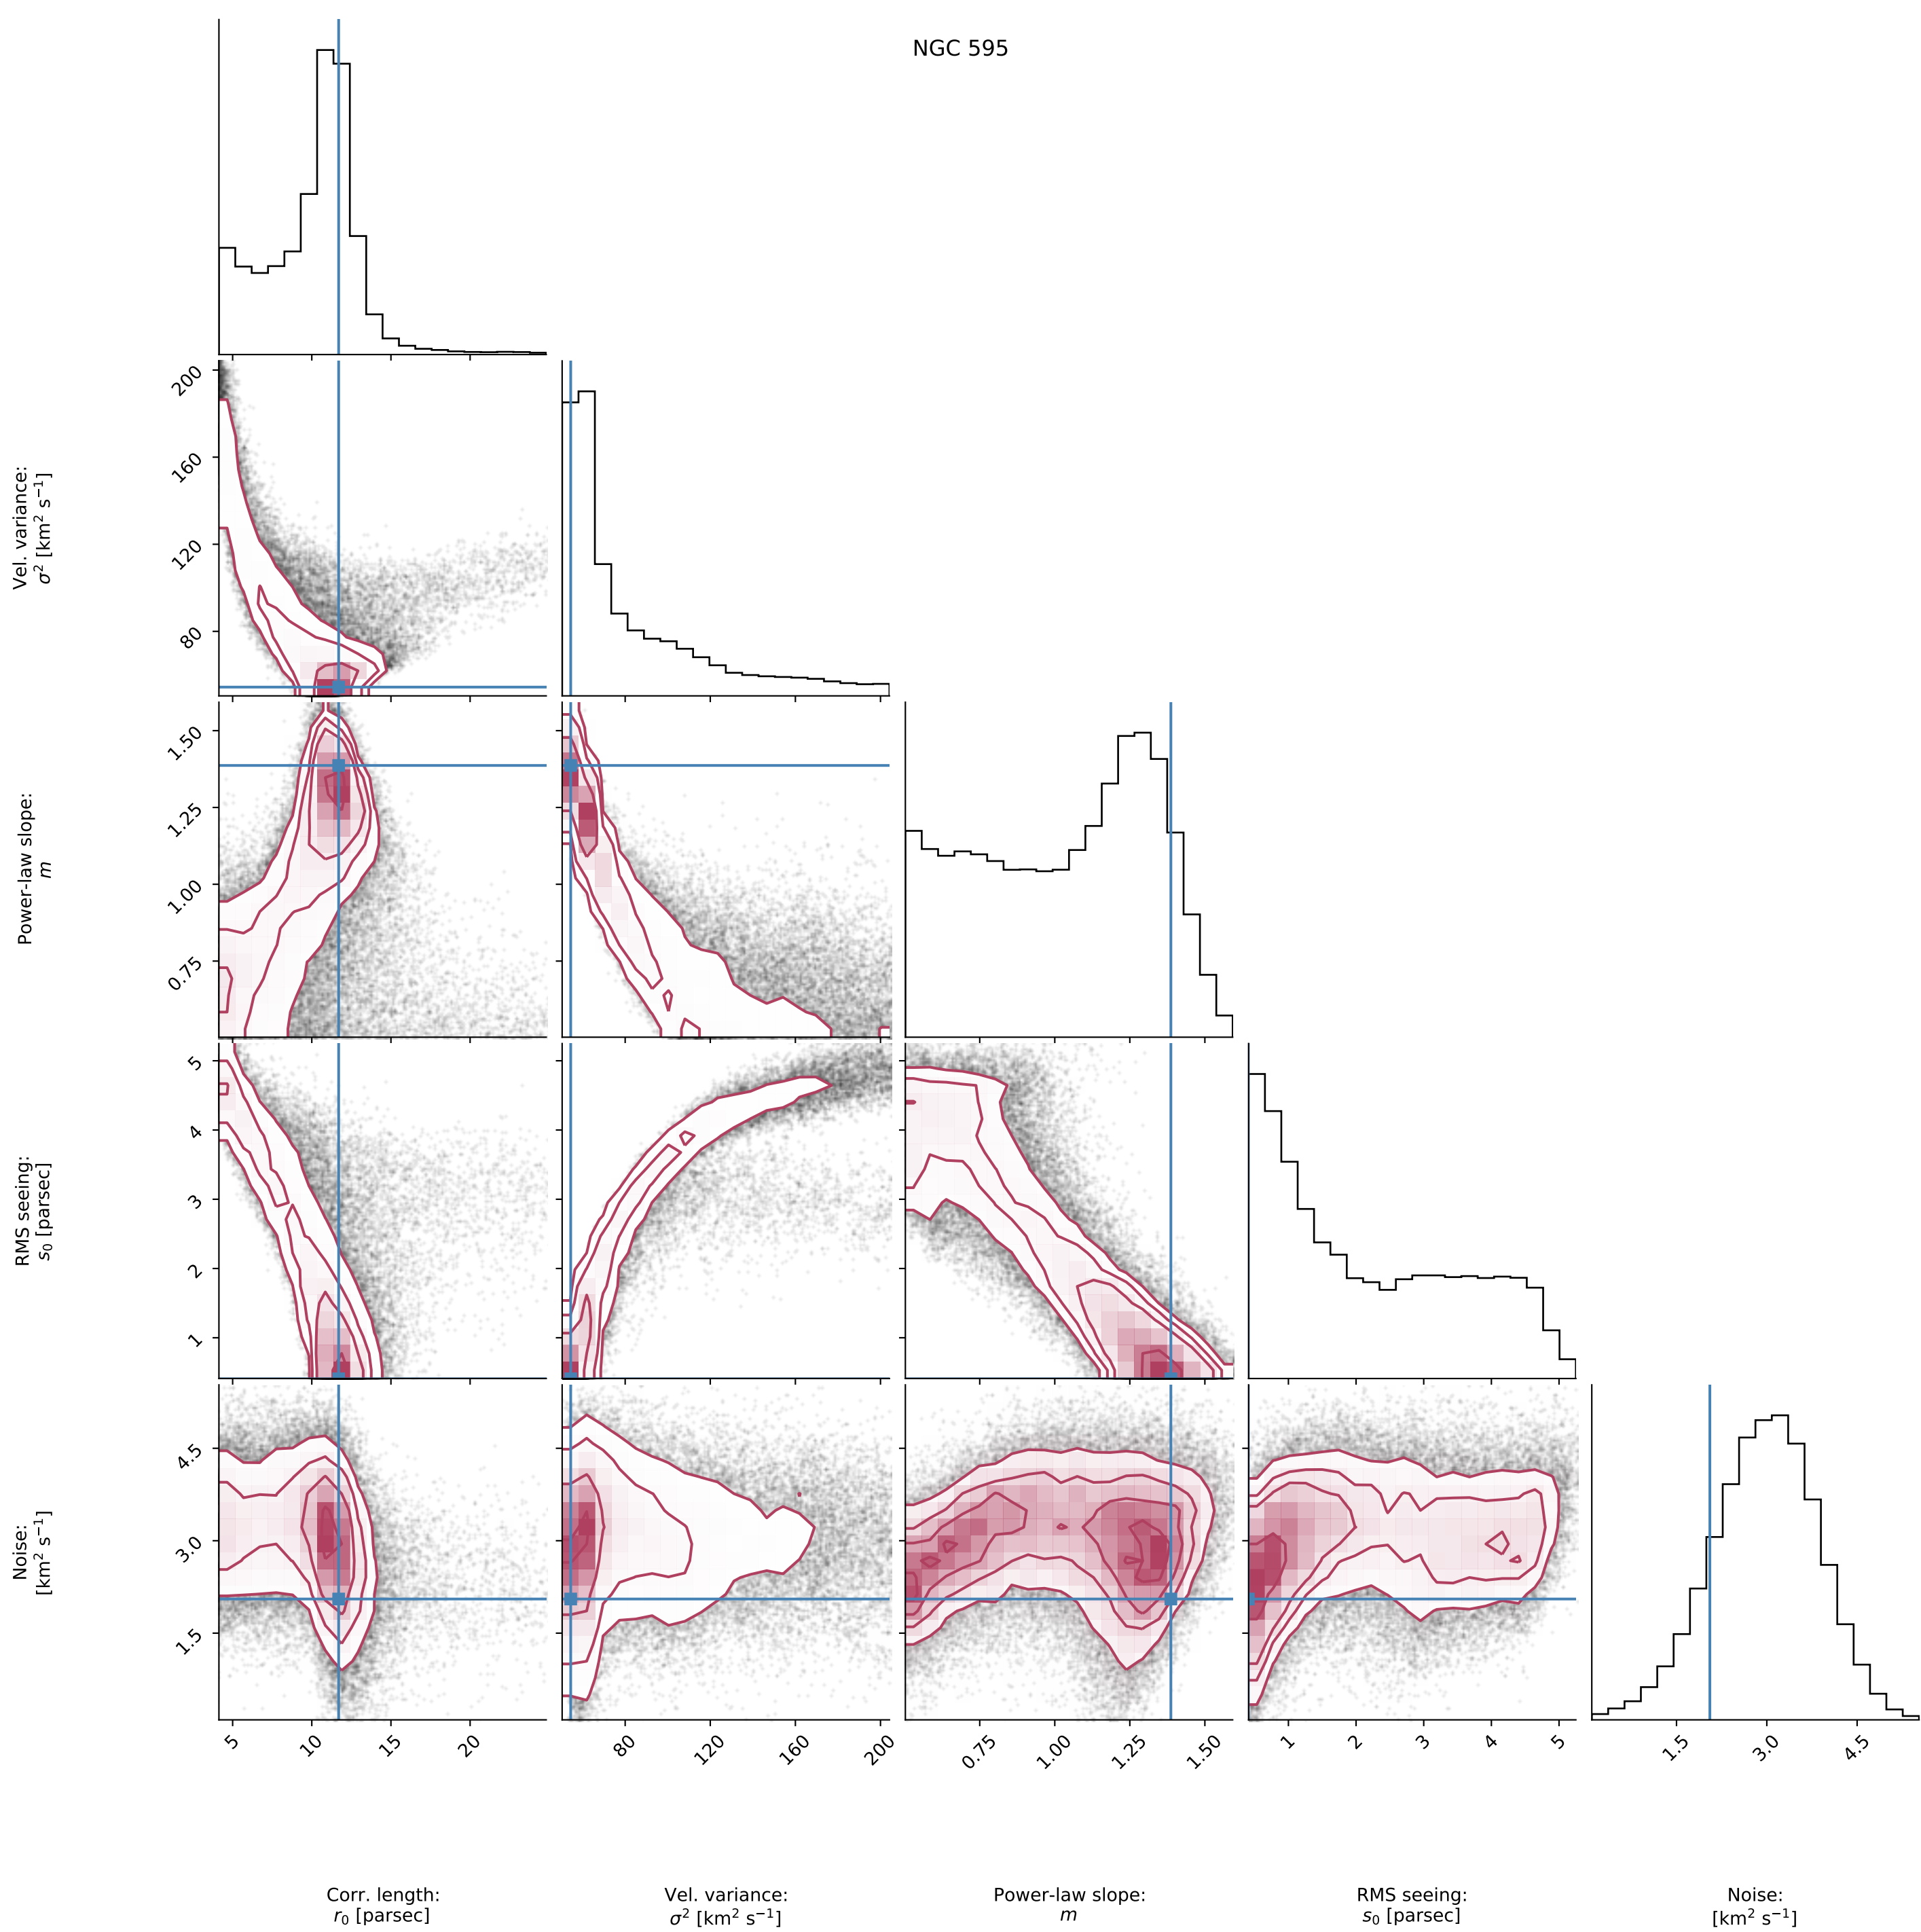 NGC 595
Vel. variance:
σ² [km² s⁻¹]
200
160
120
80
Power-law slope:
m
1.50
1.25
1.00
0.75
RMS seeing:
s₀ [parsec]
5
4
3
2
1
Noise:
[km² s⁻¹]
4.5
3.0
1.5
5 10 15 20
80 120 160 200
0.75 1.00 1.25 1.50
1 2 3 4 5
1.5 3.0 4.5
Corr. length:
r₀ [parsec]
Vel. variance:
σ² [km² s⁻¹]
Power-law slope:
m
RMS seeing:
s₀ [parsec]
Noise:
[km² s⁻¹]